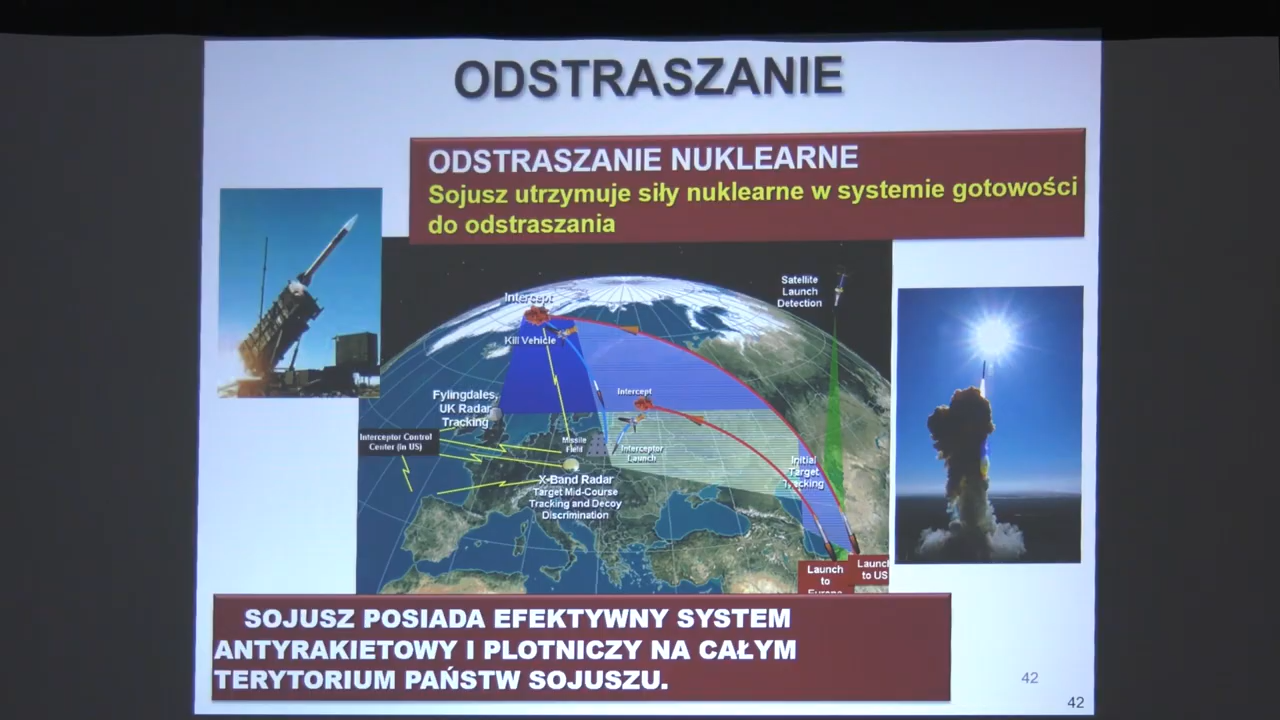 ODSTRASZANIE
ODSTRASZANIE NUKLEARNE
Sojusz utrzymuje siły nuklearne w systemie gotowości
do odstraszania
Satellite
Launch
Detection
Intercept
Kill Vehicle
Intercept
Fylingdales,
UK Radar
Tracking
Interceptor Control
Center (in US)
Missile
Field
Interceptor
Launch
Initial
Target
Tracking
X-Band Radar
Target Mid-Course
Tracking and Decoy
Discrimination
Launch
to
Europe
Launch
to US
SOJUSZ POSIADA EFEKTYWNY SYSTEM
ANTYRAKIETOWY I PLOTNICZY NA CAŁYM
TERYTORIUM PAŃSTW SOJUSZU.
42
42